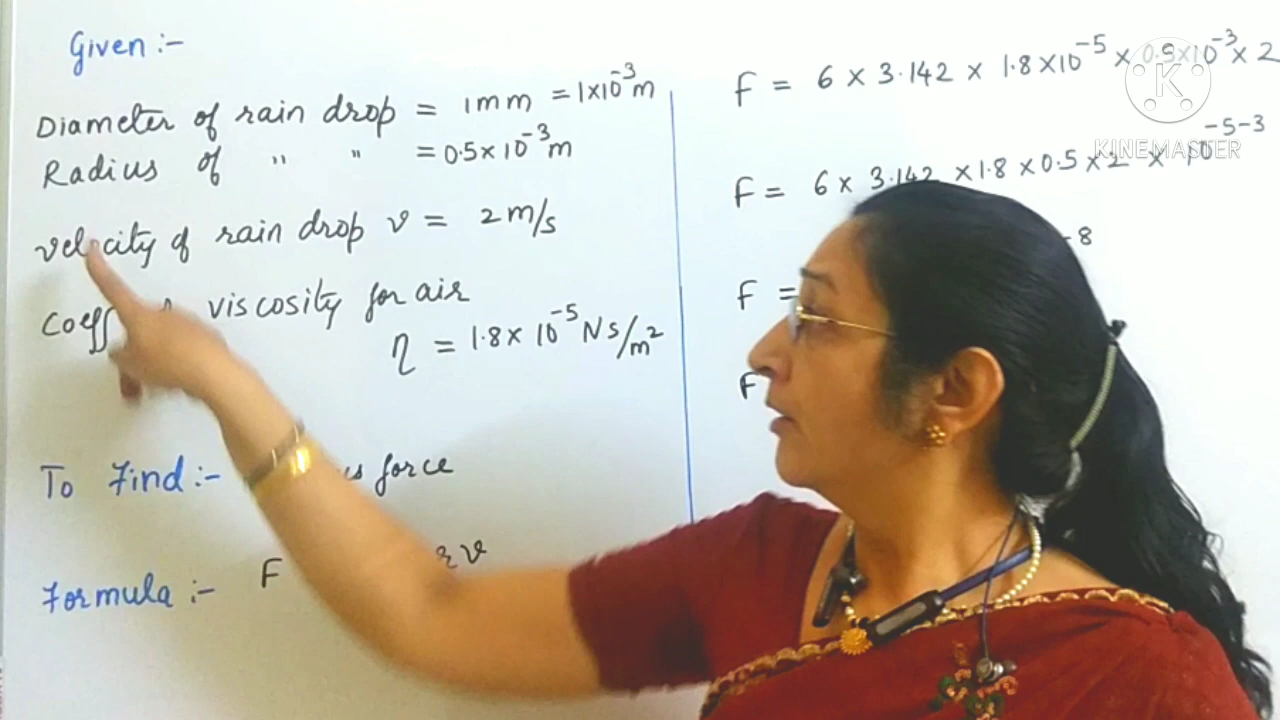 Given :-
Diameter of rain drop = 1mm = 1×10⁻³m
Radius of " " = 0.5×10⁻³m
velocity of rain drop v = 2m/s
viscosity for air
η = 1.8×10⁻⁵ Ns/m²
To Find :- force
Formula :- F v
F = 6 × 3.142 × 1.8×10⁻⁵ × 0.5×10⁻³ × 2
F = 6× 3.142 ×1.8×0.5×2 × 10⁻⁵⁻³
-8
F =
F
K
KINEMASTER